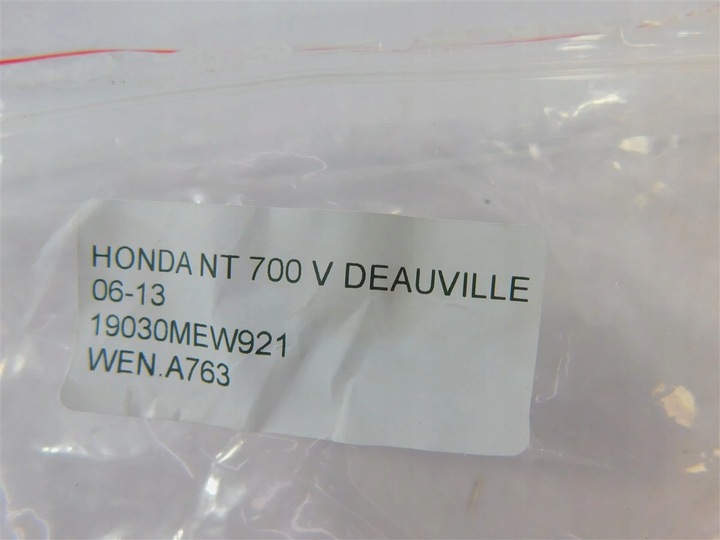 HONDA NT 700 V DEAUVILLE
06-13
19030MEW921
WEN.A763